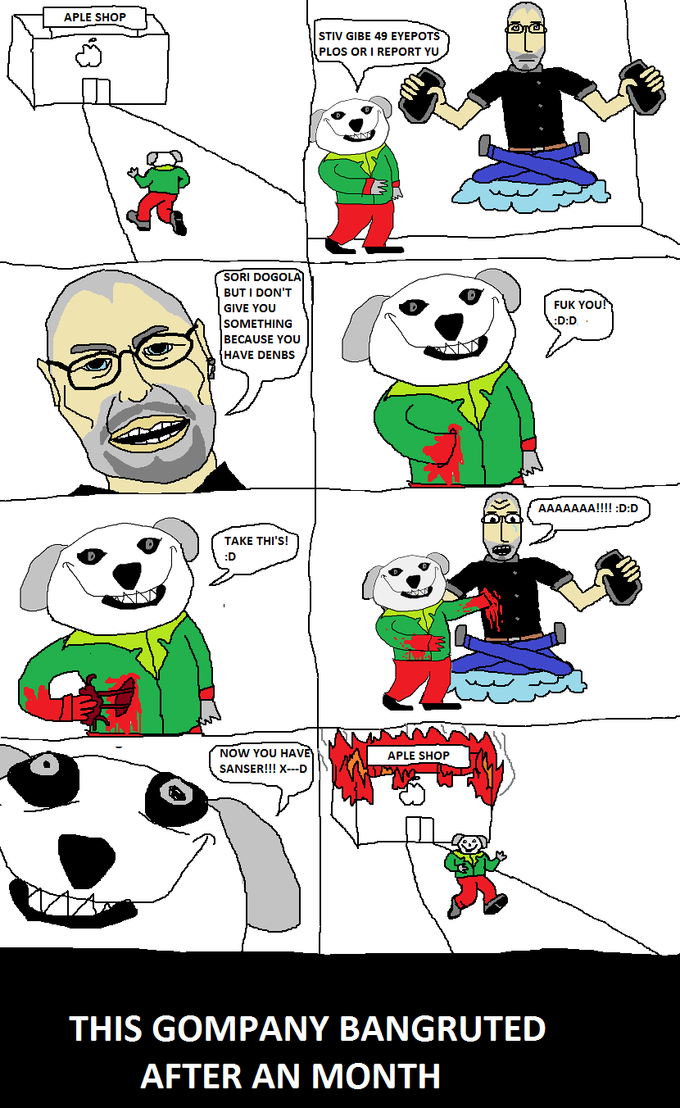 APLE SHOP
STIV GIBE 49 EYEPOTS
PLOS OR I REPORT YU
SORI DOGOLA
BUT I DON'T
GIVE YOU
SOMETHING
BECAUSE YOU
HAVE DENBS
FUK YOU!
:D:D
TAKE THI'S!
:D
AAAAAAA!!!! :D:D
NOW YOU HAVE
SANSER!!! X---D
APLE SHOP
THIS GOMPANY BANGRUTED
AFTER AN MONTH